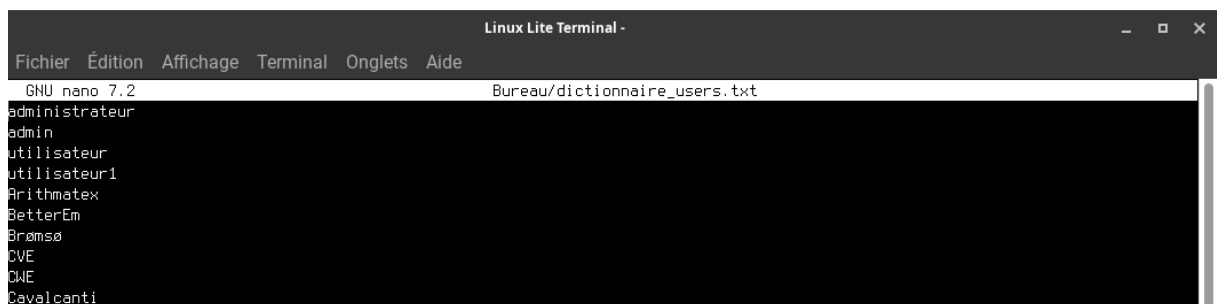 Linux Lite Terminal -
Fichier Édition Affichage Terminal Onglets Aide
GNU nano 7.2 Bureau/dictionnaire_users.txt
administrateur
admin
utilisateur
utilisateur1
Arithmatex
BetterEm
Brømsø
CVE
CWE
Cavalcanti